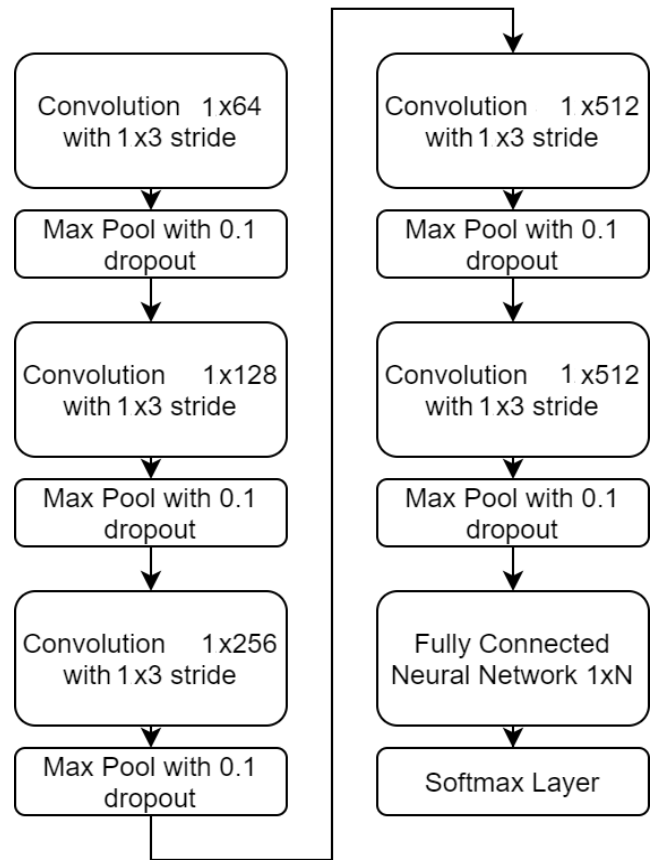 Convolution 1x64
with 1x3 stride
Max Pool with 0.1
dropout
Convolution 1x128
with 1x3 stride
Max Pool with 0.1
dropout
Convolution 1x256
with 1x3 stride
Max Pool with 0.1
dropout
Convolution 1x512
with 1x3 stride
Max Pool with 0.1
dropout
Convolution 1x512
with 1x3 stride
Max Pool with 0.1
dropout
Fully Connected
Neural Network 1xN
Softmax Layer